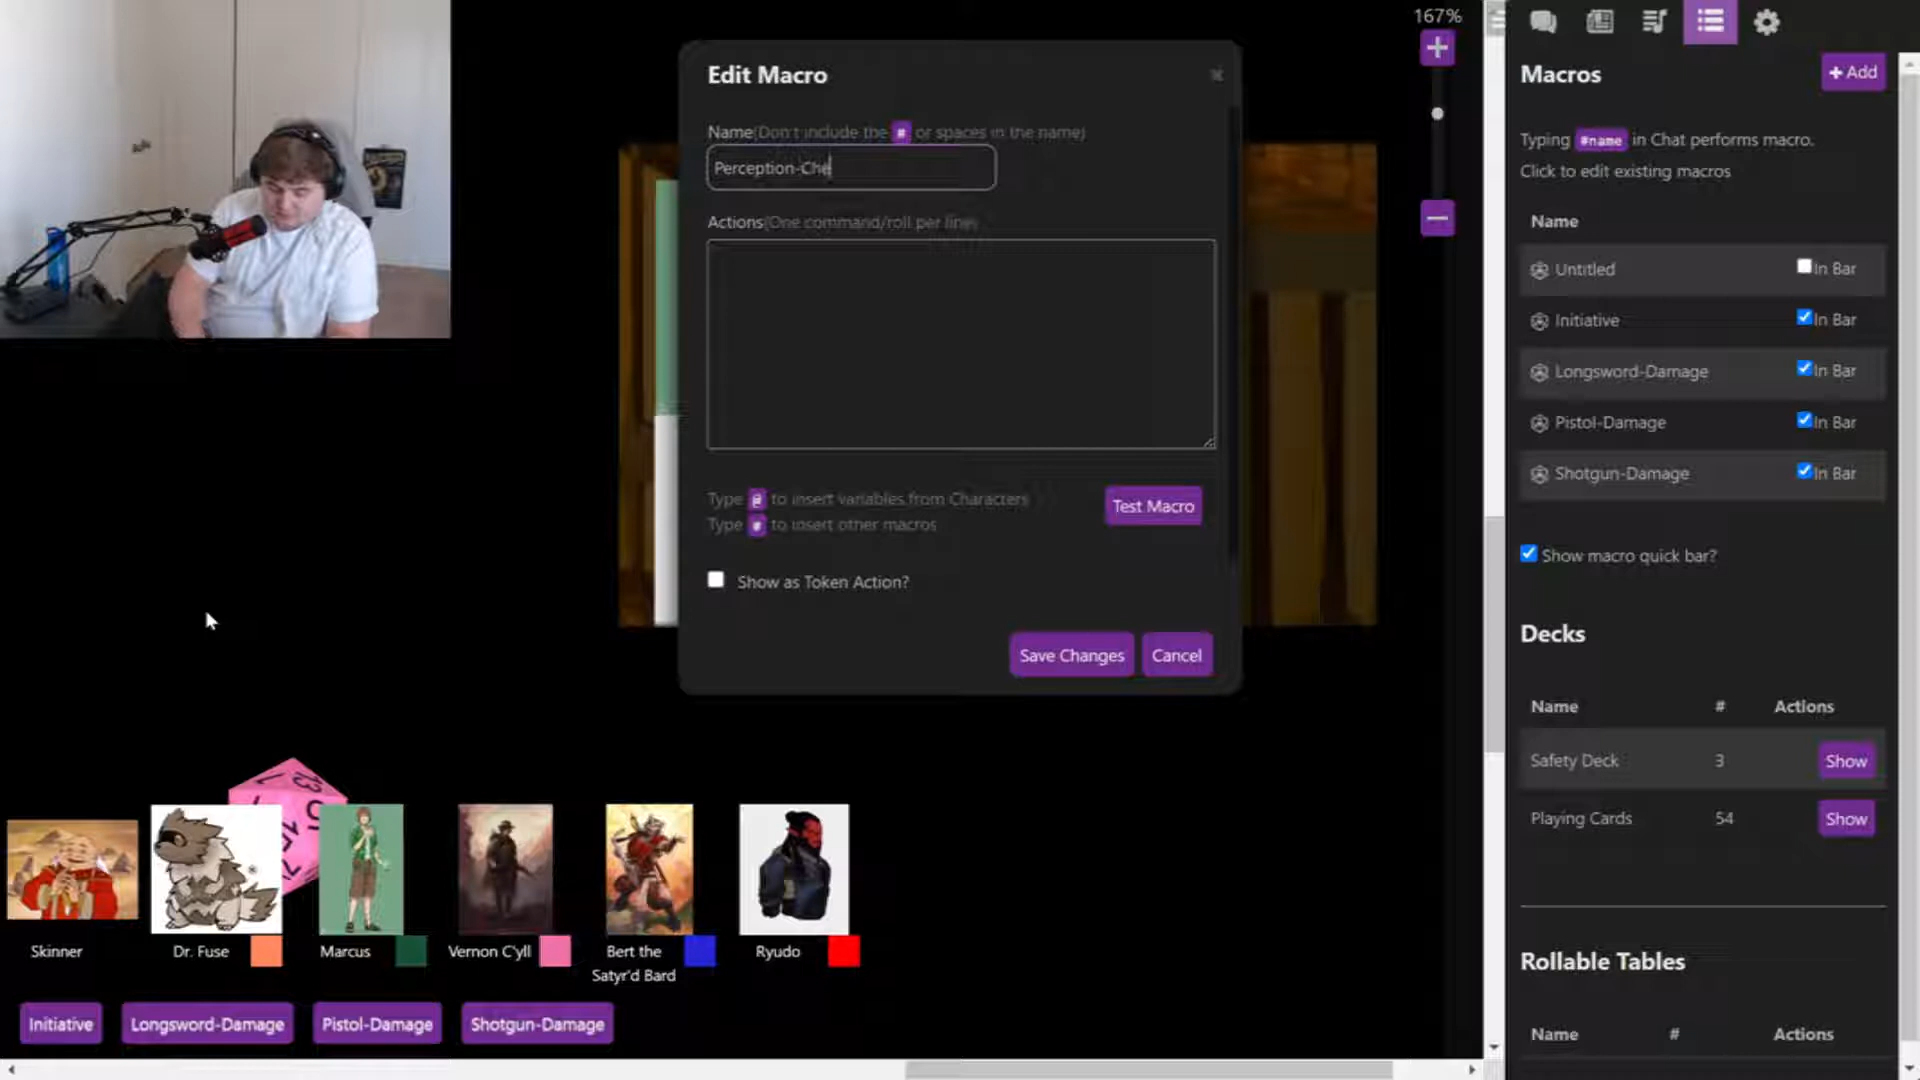 167%
Edit Macro
Name(Don't include the # or spaces in the name)
Perception-Che
Actions(One command/roll per line)
Type @ to insert variables from Characters
Type # to insert other macros
Test Macro
Show as Token Action?
Save Changes
Cancel
Macros
+ Add
Typing #name in Chat performs macro.
Click to edit existing macros
Name
Untitled In Bar
Initiative In Bar
Longsword-Damage In Bar
Pistol-Damage In Bar
Shotgun-Damage In Bar
Show macro quick bar?
Decks
Name # Actions
Safety Deck 3 Show
Playing Cards 54 Show
Rollable Tables
Name # Actions
13
Skinner
Dr. Fuse
Marcus
Vernon C'yll
Bert the
Satyr'd Bard
Ryudo
Initiative
Longsword-Damage
Pistol-Damage
Shotgun-Damage